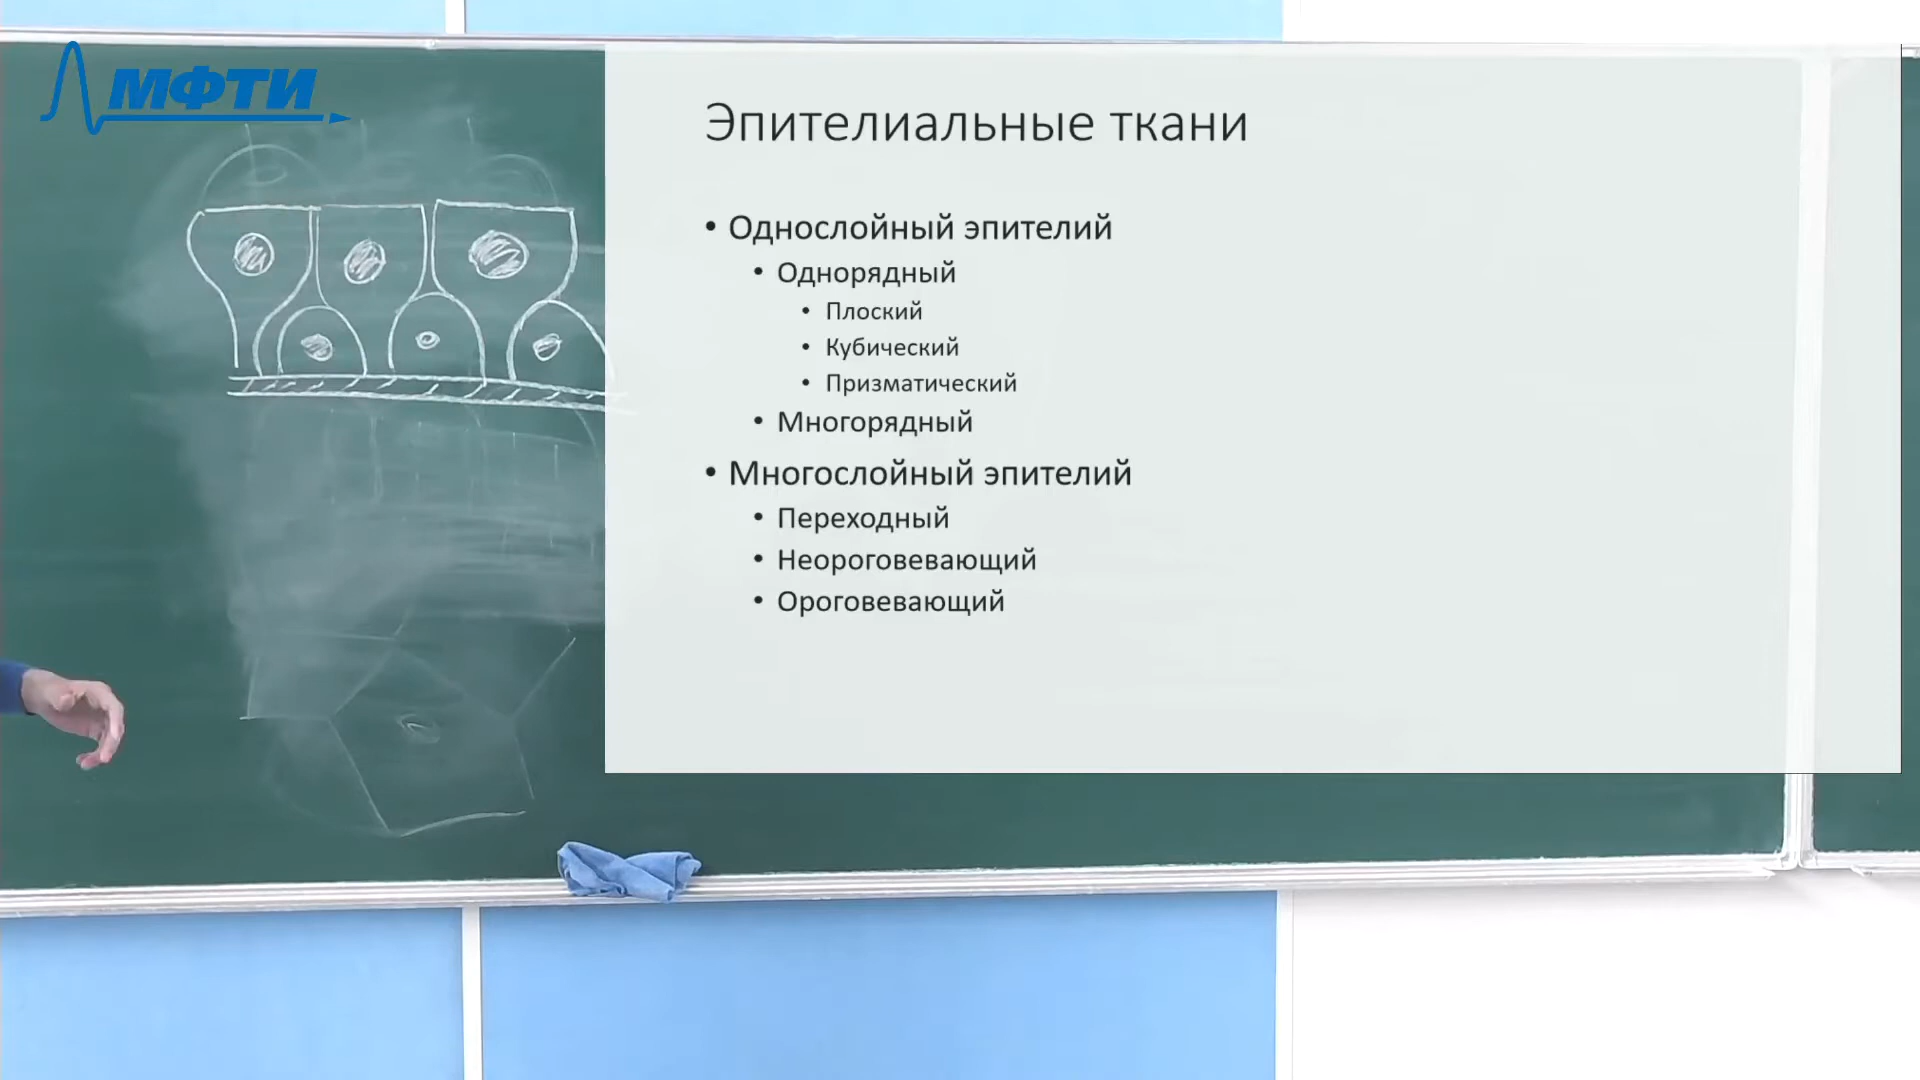 МФТИ
Эпителиальные ткани
• Однослойный эпителий
• Однорядный
• Плоский
• Кубический
• Призматический
• Многорядный
• Многослойный эпителий
• Переходный
• Неороговевающий
• Ороговевающий